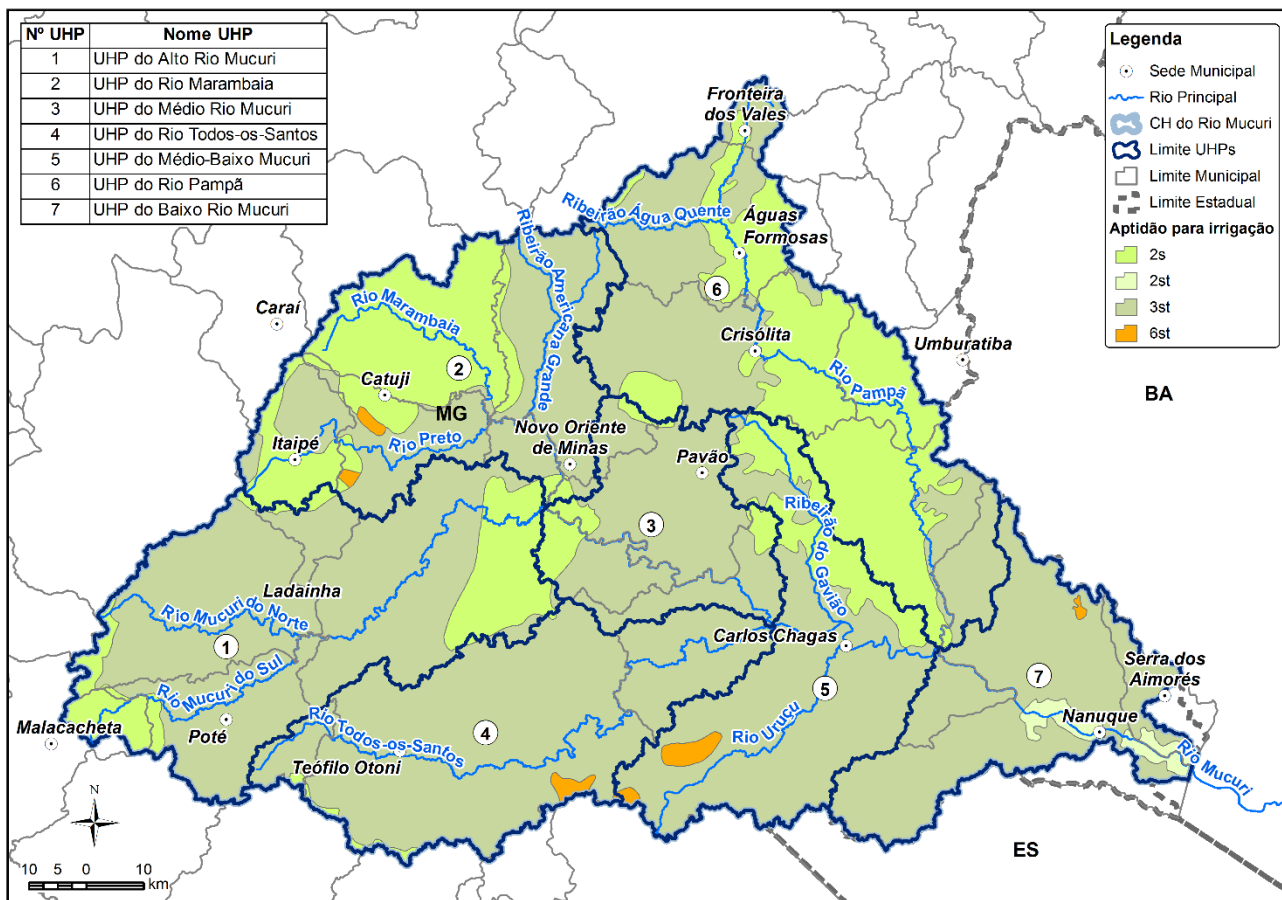 Nº UHP Nome UHP
1 UHP do Alto Rio Mucuri
2 UHP do Rio Marambaia
3 UHP do Médio Rio Mucuri
4 UHP do Rio Todos-os-Santos
5 UHP do Médio-Baixo Mucuri
6 UHP do Rio Pampã
7 UHP do Baixo Rio Mucuri
Legenda
Sede Municipal
Rio Principal
CH do Rio Mucuri
Limite UHPs
Limite Municipal
Limite Estadual
Aptidão para irrigação
2s
2st
3st
6st
Fronteira
dos Vales
Ribeirão Água Quente
Águas
Formosas
Ribeirão Americana Grande
6
Caraí
Rio Marambaia
Crisólita
Umburatiba
2
Catuji
MG
Rio Pampã
BA
Itaipé
Rio Preto
Novo Oriente
de Minas
Pavão
3
Ribeirão do Gavião
Ladainha
Rio Mucuri do Norte
1
Carlos Chagas
Rio Mucuri do Sul
5
7
Serra dos
Aimorés
Malacacheta
Poté
4
Rio Uruçu
Nanuque
Rio Todos-os-Santos
Teófilo Otoni
Rio Mucuri
N
ES
10 5 0 10
km